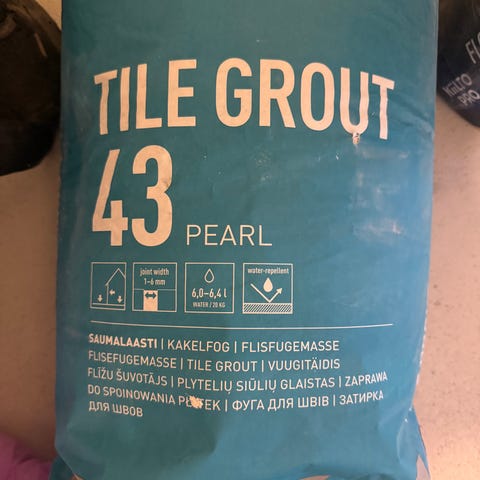 TILE GROUT
43 PEARL
joint width
1–6 mm
6,0–6,4 l
WATER / 20 KG
water-repellent
SAUMALAASTI | KAKELFOG | FLISFUGEMASSE
FLISEFUGEMASSE | TILE GROUT | VUUGITÄIDIS
FLĪŽU ŠUVOTĀJS | PLYTELIŲ SIŪLIŲ GLAISTAS | ZAPRAWA
DO SPOINOWANIA PŁYTEK | ФУГА ДЛЯ ШВІВ | ЗАТИРКА
ДЛЯ ШВОВ
KIILTO
PRO